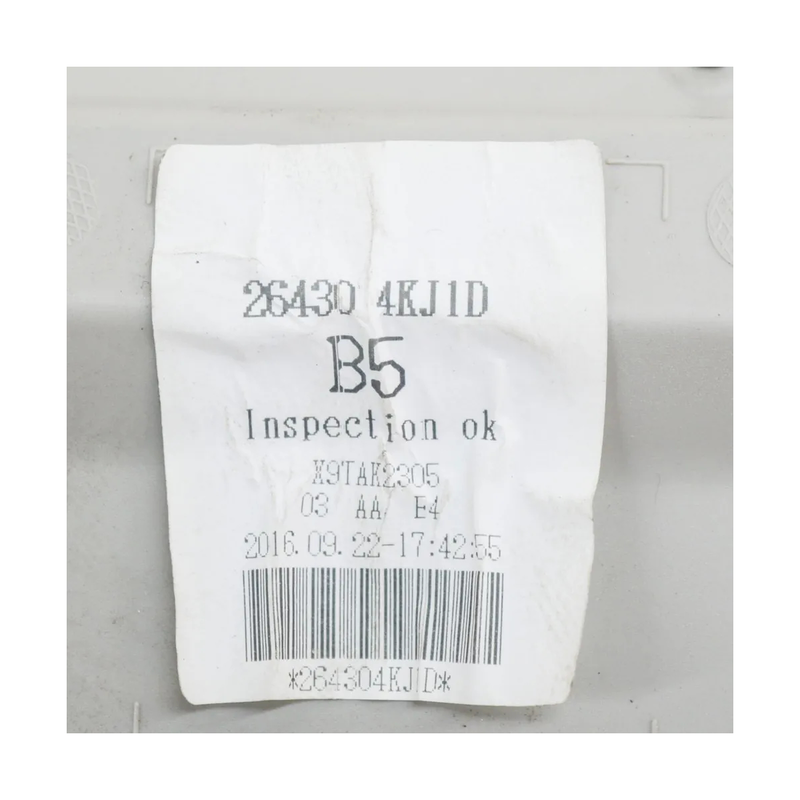 26430 4KJ1D
B5
Inspection ok
X9TAK2305
03 AA/ E4
2016.09.22-17:42:55
*264304KJ1D*